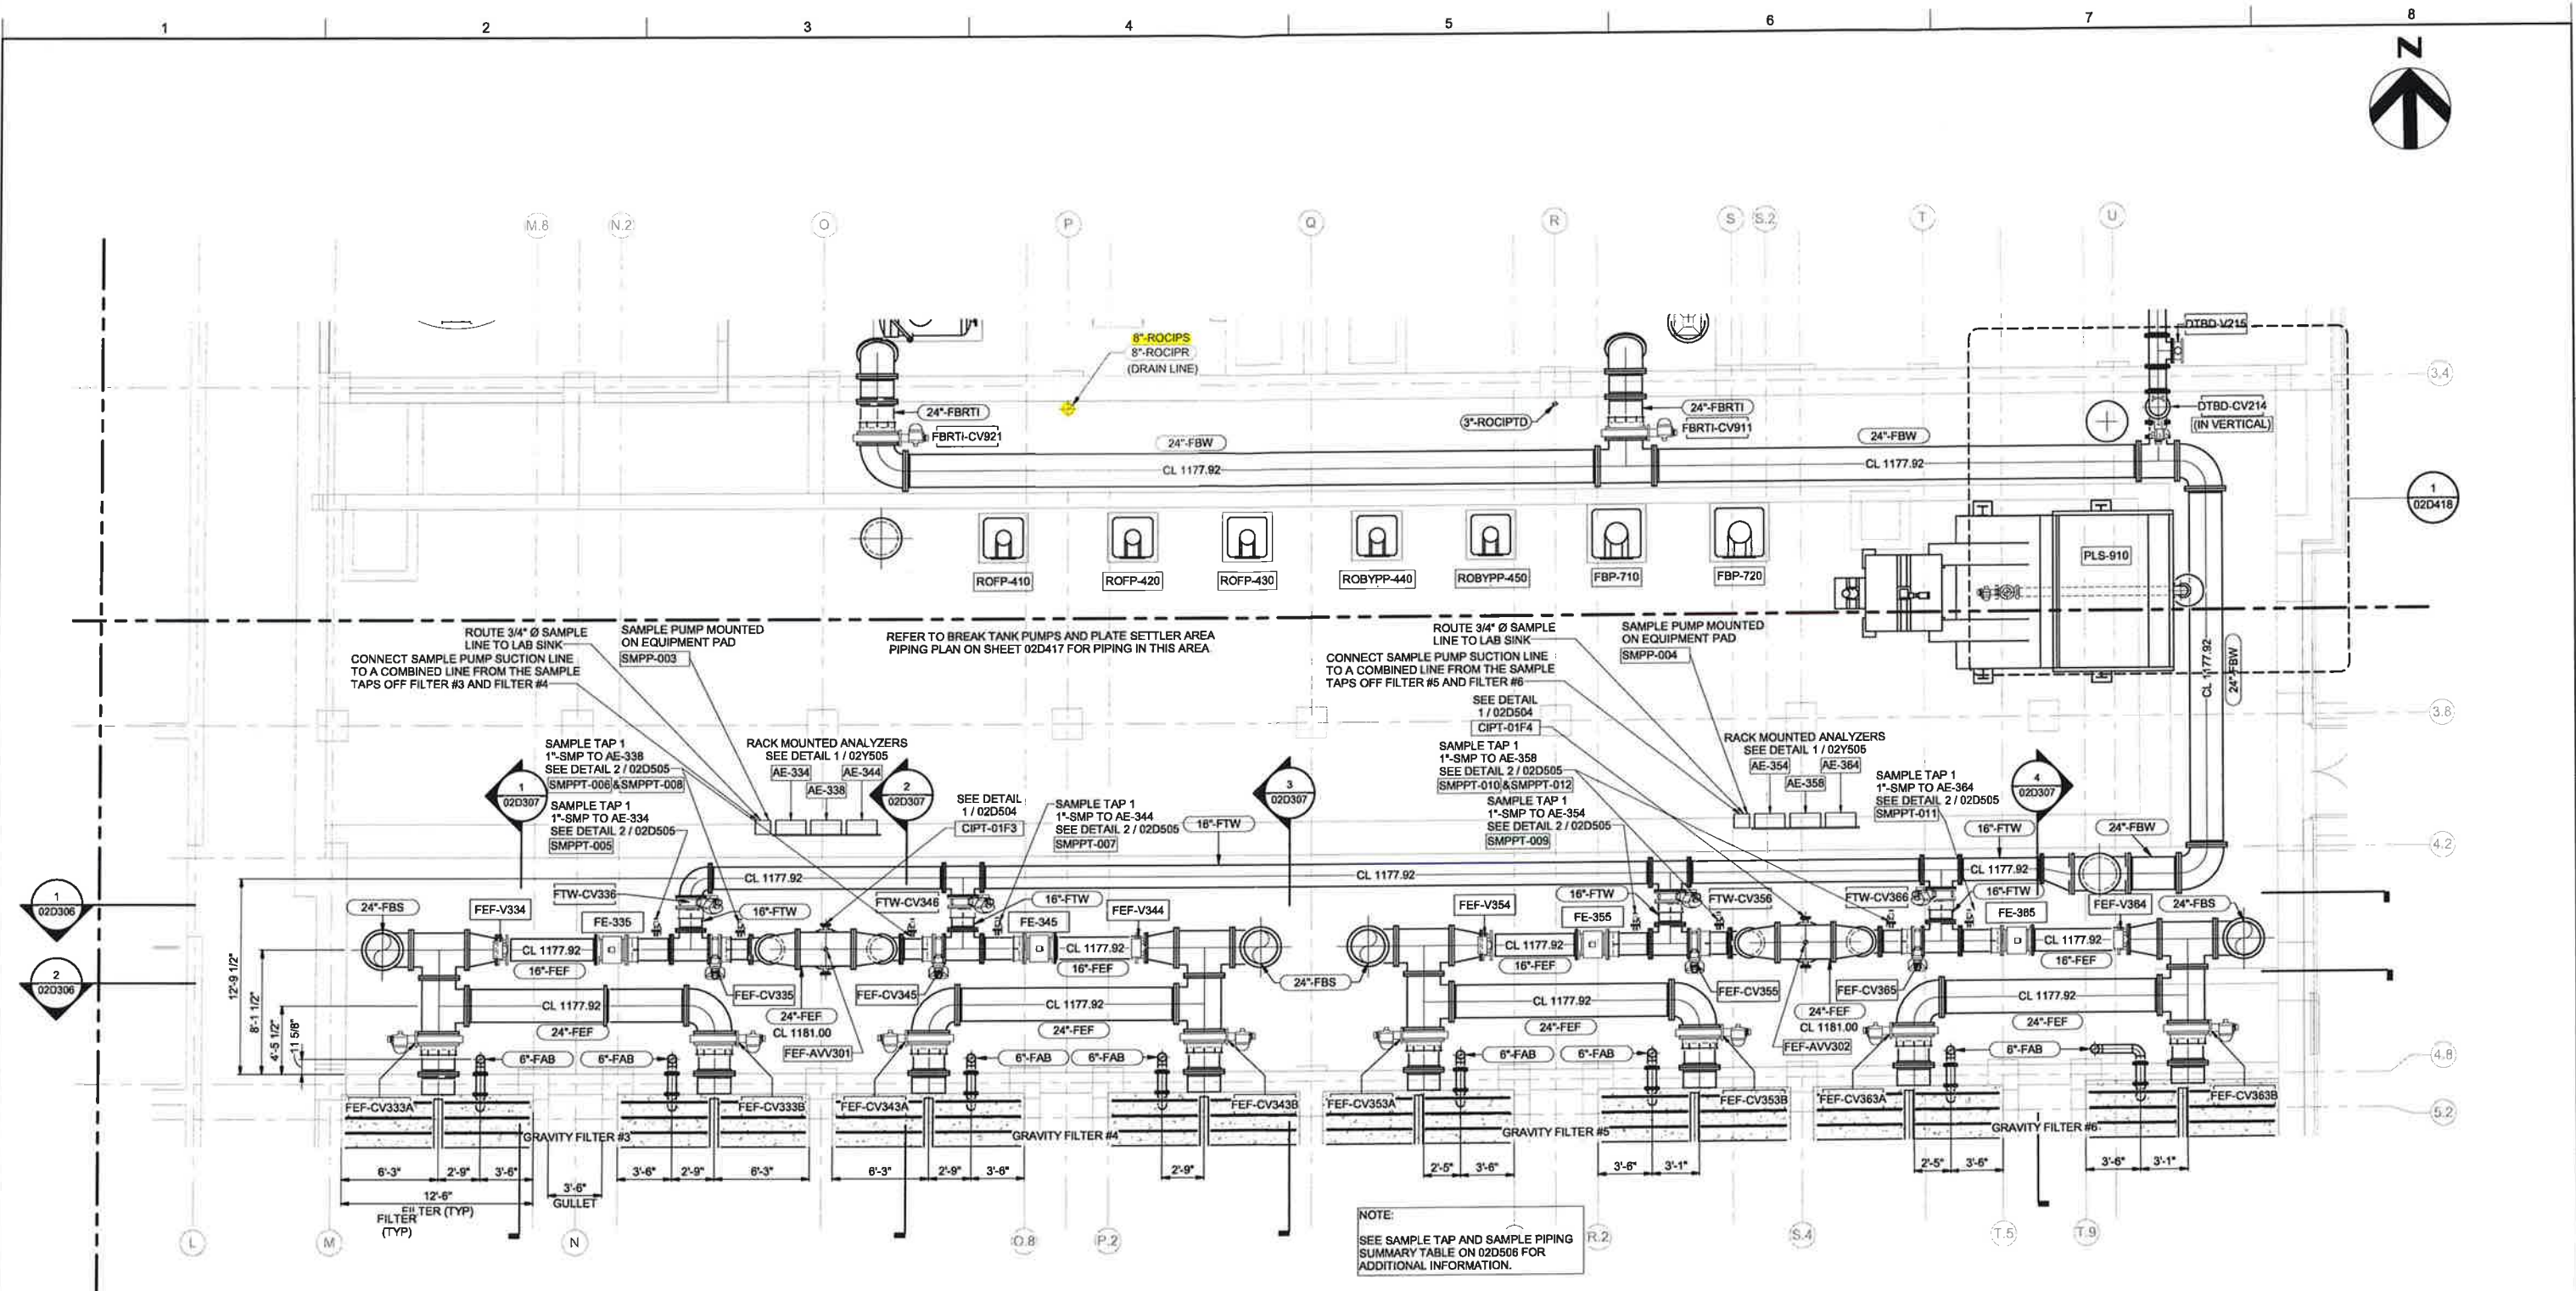 1 2 3 4 5 6 7 8
N
M.8 N.2 O P Q R S S.2 T U
8"-ROCIPS
8"-ROCIPR
(DRAIN LINE)
DTBD-V215
3.4
24"-FBRTI
FBRTI-CV921
24"-FBW
CL 1177.92
3"-ROCIPTD
24"-FBRTI
FBRTI-CV911
24"-FBW
CL 1177.92
DTBD-CV214
(IN VERTICAL)
1
02D418
ROFP-410
ROFP-420
ROFP-430
ROBYPP-440
ROBYPP-450
FBP-710
FBP-720
PLS-910
CL 1177.92
24"-FBW
ROUTE 3/4" Ø SAMPLE
LINE TO LAB SINK
CONNECT SAMPLE PUMP SUCTION LINE
TO A COMBINED LINE FROM THE SAMPLE
TAPS OFF FILTER #3 AND FILTER #4
SAMPLE PUMP MOUNTED
ON EQUIPMENT PAD
SMPP-003
REFER TO BREAK TANK PUMPS AND PLATE SETTLER AREA
PIPING PLAN ON SHEET 02D417 FOR PIPING IN THIS AREA
ROUTE 3/4" Ø SAMPLE
LINE TO LAB SINK
CONNECT SAMPLE PUMP SUCTION LINE
TO A COMBINED LINE FROM THE SAMPLE
TAPS OFF FILTER #5 AND FILTER #6
SAMPLE PUMP MOUNTED
ON EQUIPMENT PAD
SMPP-004
SEE DETAIL
1 / 02D504
CIPT-01F4
3.8
SAMPLE TAP 1
1"-SMP TO AE-338
SEE DETAIL 2 / 02D505
SMPPT-006 & SMPPT-008
SAMPLE TAP 1
1"-SMP TO AE-334
SEE DETAIL 2 / 02D505
SMPPT-005
1
02D307
RACK MOUNTED ANALYZERS
SEE DETAIL 1 / 02Y505
AE-334
AE-338
AE-344
2
02D307
SEE DETAIL
1 / 02D504
CIPT-01F3
SAMPLE TAP 1
1"-SMP TO AE-344
SEE DETAIL 2 / 02D505
SMPPT-007
3
02D307
16"-FTW
SAMPLE TAP 1
1"-SMP TO AE-358
SEE DETAIL 2 / 02D505
SMPPT-010 & SMPPT-012
SAMPLE TAP 1
1"-SMP TO AE-354
SEE DETAIL 2 / 02D505
SMPPT-009
RACK MOUNTED ANALYZERS
SEE DETAIL 1 / 02Y505
AE-354
AE-358
AE-364
SAMPLE TAP 1
1"-SMP TO AE-364
SEE DETAIL 2 / 02D505
SMPPT-011
4
02D307
16"-FTW
24"-FBW
4.2
CL 1177.92
CL 1177.92
CL 1177.92
1
02D306
2
02D306
24"-FBS
FEF-V334
FTW-CV336
FE-335
16"-FTW
FTW-CV346
16"-FTW
FE-345
FEF-V344
FEF-V354
16"-FTW
FE-355
FTW-CV356
FTW-CV366
16"-FTW
FE-365
FEF-V364
24"-FBS
CL 1177.92
16"-FEF
CL 1177.92
16"-FEF
24"-FBS
CL 1177.92
16"-FEF
CL 1177.92
16"-FEF
12'-9 1/2"
8'-1 1/2"
4'-5 1/2"
11 5/8"
CL 1177.92
24"-FEF
FEF-CV335
24"-FEF
CL 1181.00
FEF-AVV301
FEF-CV345
CL 1177.92
24"-FEF
CL 1177.92
24"-FEF
FEF-CV355
24"-FEF
CL 1181.00
FEF-AVV302
FEF-CV365
CL 1177.92
24"-FEF
6"-FAB
6"-FAB
6"-FAB
6"-FAB
6"-FAB
6"-FAB
6"-FAB
4.8
FEF-CV333A
FEF-CV333B
FEF-CV343A
FEF-CV343B
FEF-CV353A
FEF-CV353B
FEF-CV363A
FEF-CV363B
5.2
GRAVITY FILTER #3
GRAVITY FILTER #4
GRAVITY FILTER #5
GRAVITY FILTER #6
6'-3" 2'-9" 3'-6" 3'-6" 2'-9" 6'-3" 6'-3" 2'-9" 3'-6" 2'-9" 2'-5" 3'-6" 3'-6" 3'-1" 2'-5" 3'-6" 3'-6" 3'-1"
12'-6"
FILTER (TYP)
FILTER
(TYP)
3'-6"
GULLET
L M N O.8 P.2 R.2 S.4 T.5 T.9
NOTE:
SEE SAMPLE TAP AND SAMPLE PIPING
SUMMARY TABLE ON 02D506 FOR
ADDITIONAL INFORMATION.